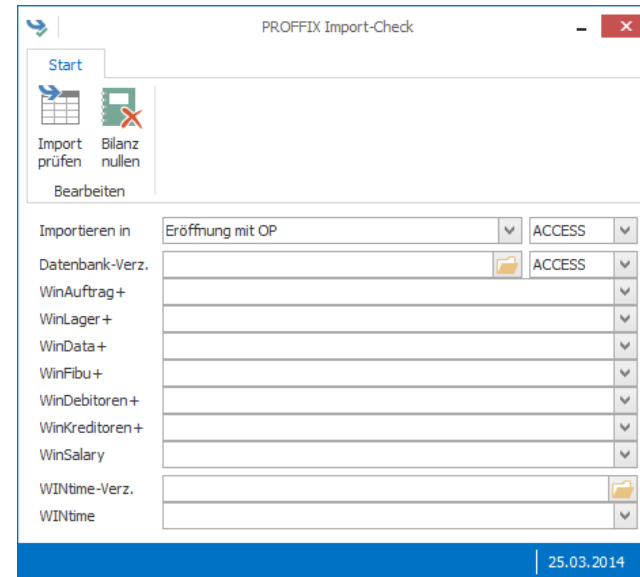 PROFFIX Import-Check
Start
Import prüfen
Bilanz nullen
Bearbeiten
Importieren in Eröffnung mit OP ACCESS
Datenbank-Verz. ACCESS
WinAuftrag+
WinLager+
WinData+
WinFibu+
WinDebitoren+
WinKreditoren+
WinSalary
WINtime-Verz.
WINtime
25.03.2014